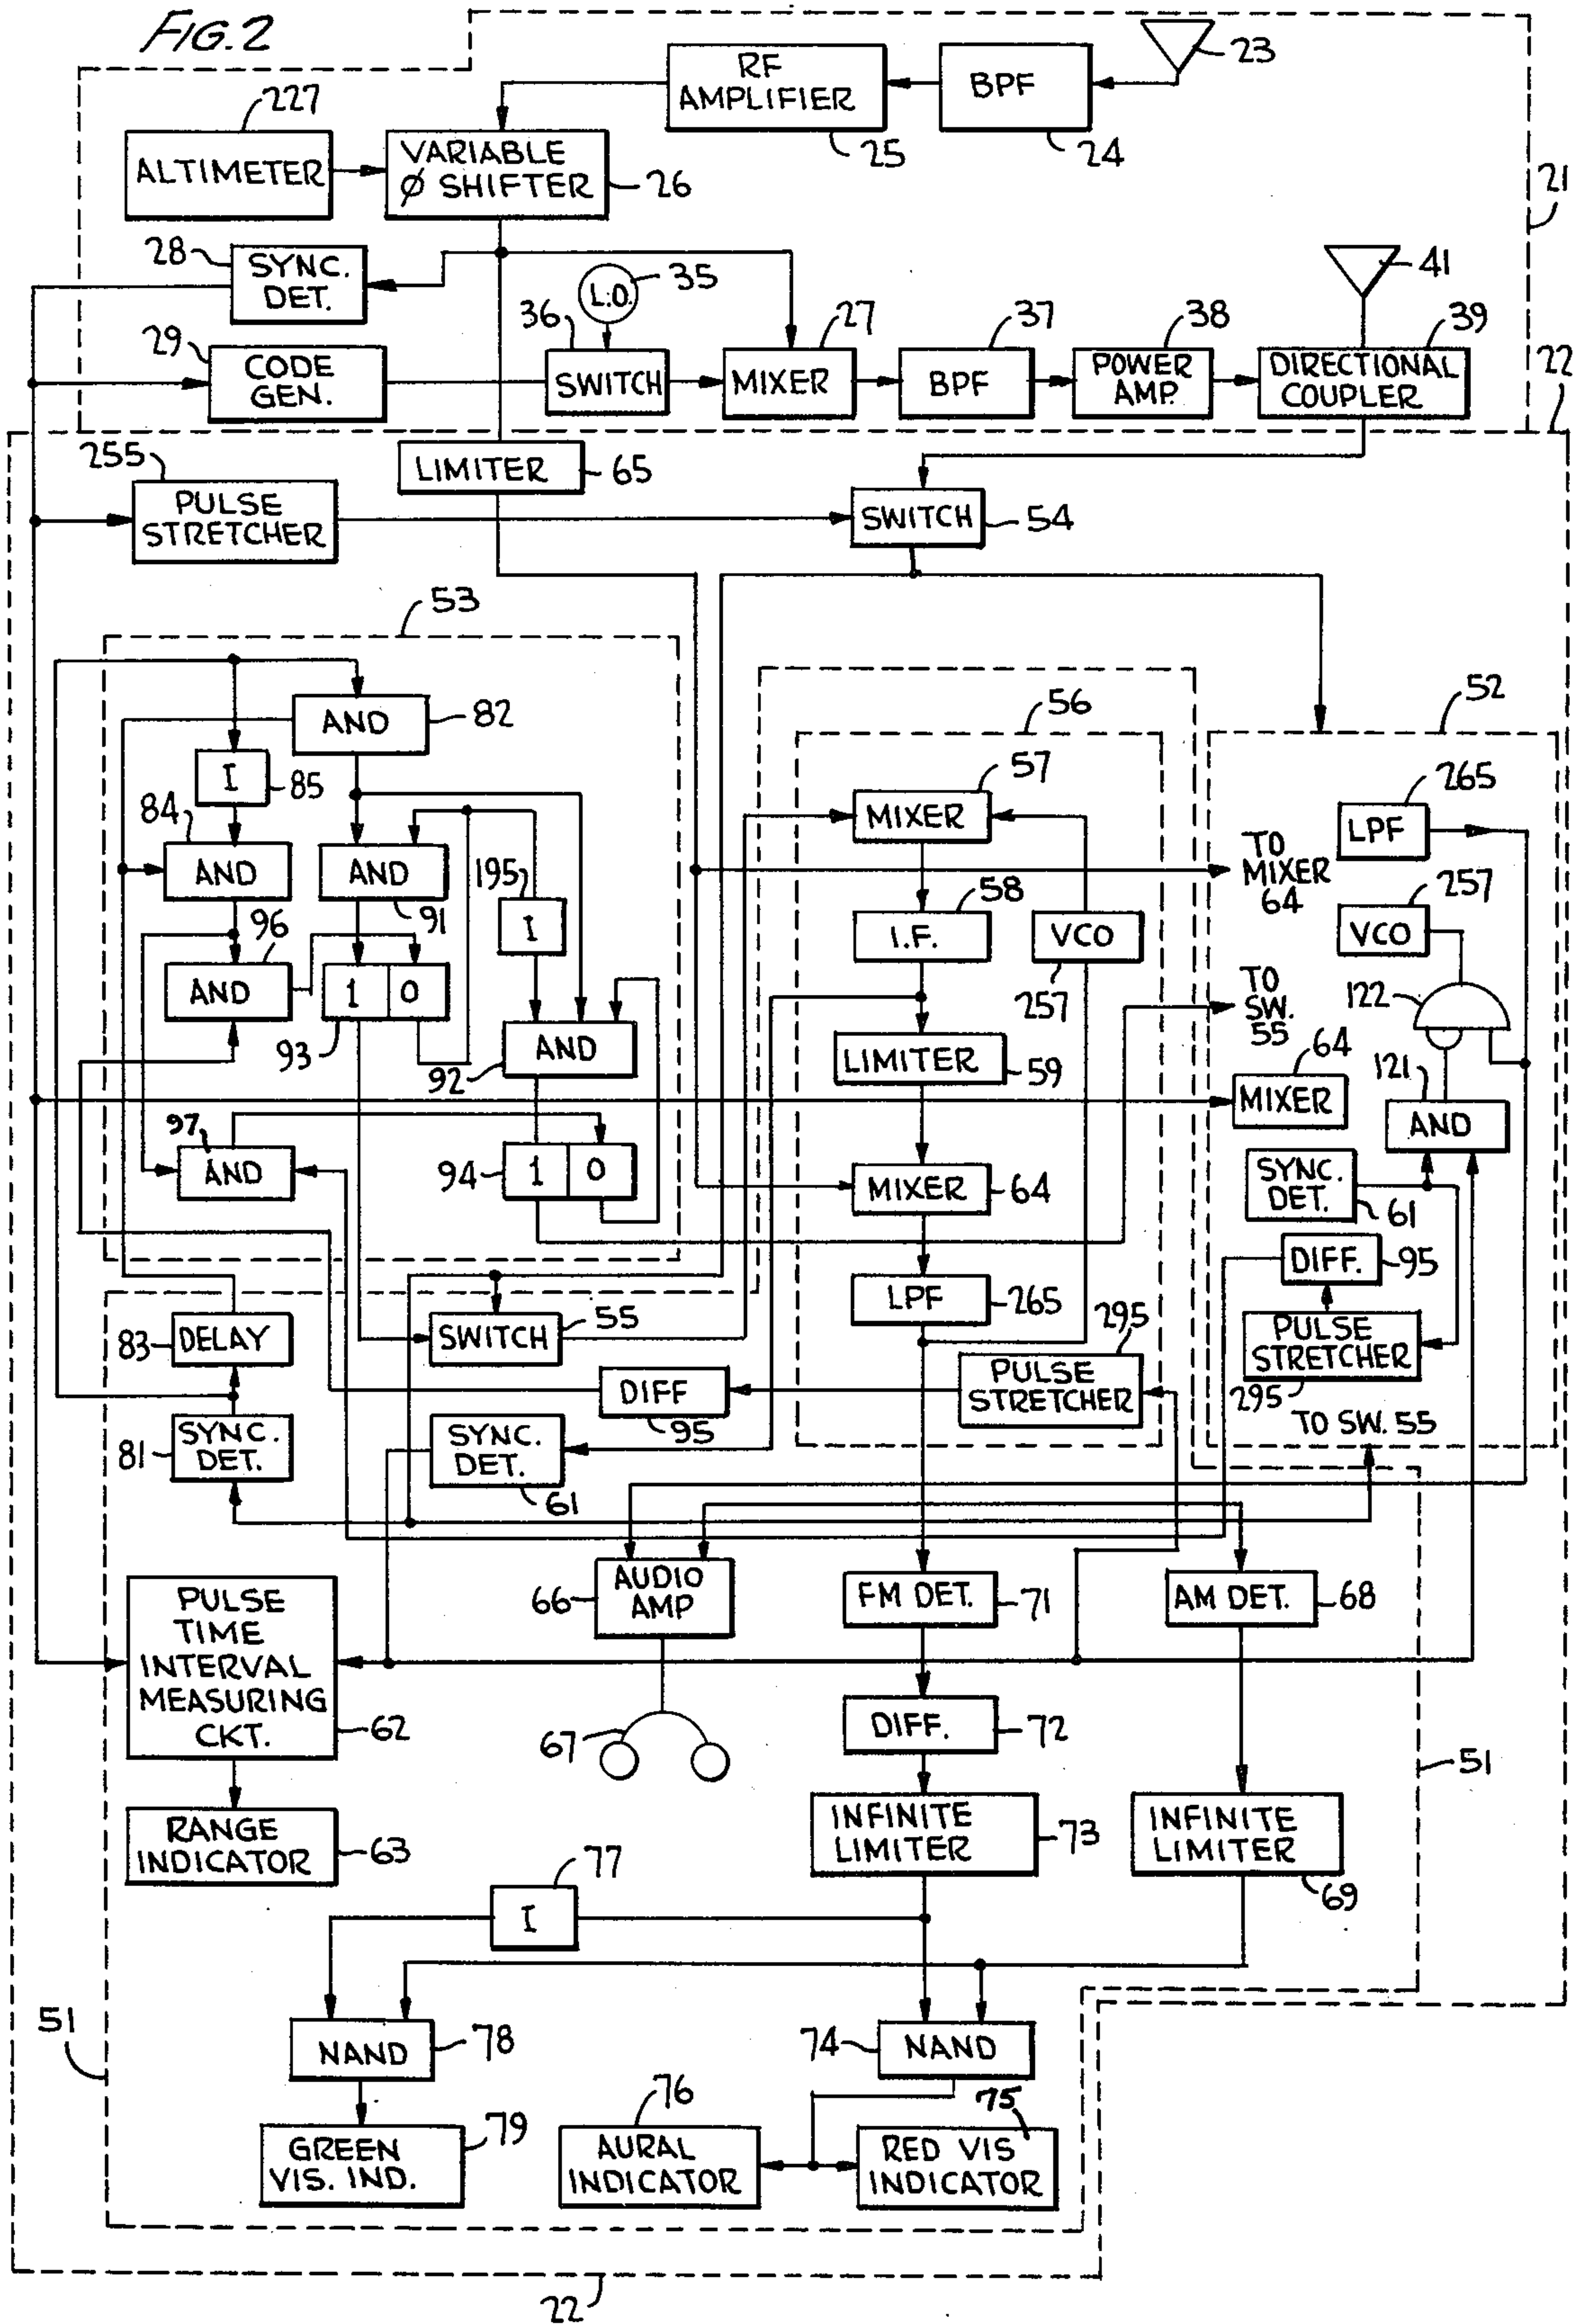 FIG. 2
23
RF
AMPLIFIER
25
BPF
24
227
ALTIMETER
VARIABLE
Ø SHIFTER
26
21
28
SYNC.
DET.
L.O.
35
41
29
CODE
GEN.
36
SWITCH
27
MIXER
37
BPF
38
POWER
AMP.
39
DIRECTIONAL
COUPLER
22
255
PULSE
STRETCHER
LIMITER
65
SWITCH
54
53
AND
82
I
85
84
AND
AND
91
195
I
96
AND
1
0
93
AND
92
97
AND
94
1
0
56
57
MIXER
58
I.F.
VCO
257
LIMITER
59
MIXER
64
LPF
265
52
265
LPF
TO
MIXER
64
257
VCO
TO
SW.
55
122
64
MIXER
121
AND
SYNC.
DET.
61
DIFF.
95
PULSE
STRETCHER
295
TO SW. 55
83
DELAY
SWITCH
55
DIFF
95
295
PULSE
STRETCHER
81
SYNC.
DET.
SYNC.
DET.
61
PULSE
TIME
INTERVAL
MEASURING
CKT.
62
66
AUDIO
AMP
67
FM DET.
71
AM DET.
68
DIFF.
72
51
RANGE
INDICATOR
63
INFINITE
LIMITER
73
INFINITE
LIMITER
69
77
I
51
NAND
78
74
NAND
GREEN
VIS. IND.
79
76
AURAL
INDICATOR
75
RED VIS
INDICATOR
22